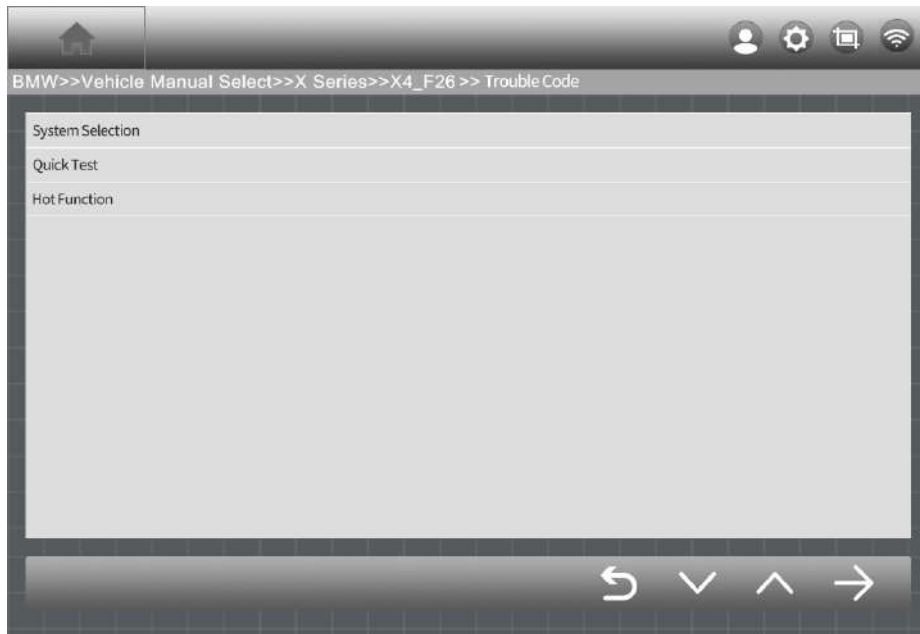 BMW>>Vehicle Manual Select>>X Series>>X4_F26 >> Trouble Code
System Selection
Quick Test
Hot Function